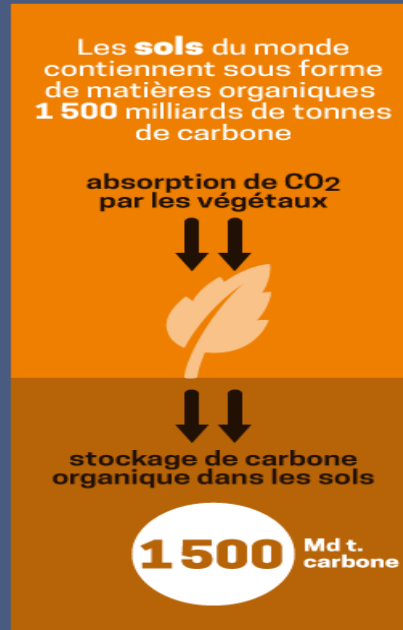 Les sols du monde
contiennent sous forme
de matières organiques
1 500 milliards de tonnes
de carbone
absorption de CO2
par les végétaux
stockage de carbone
organique dans les sols
1 500 Md t.
carbone